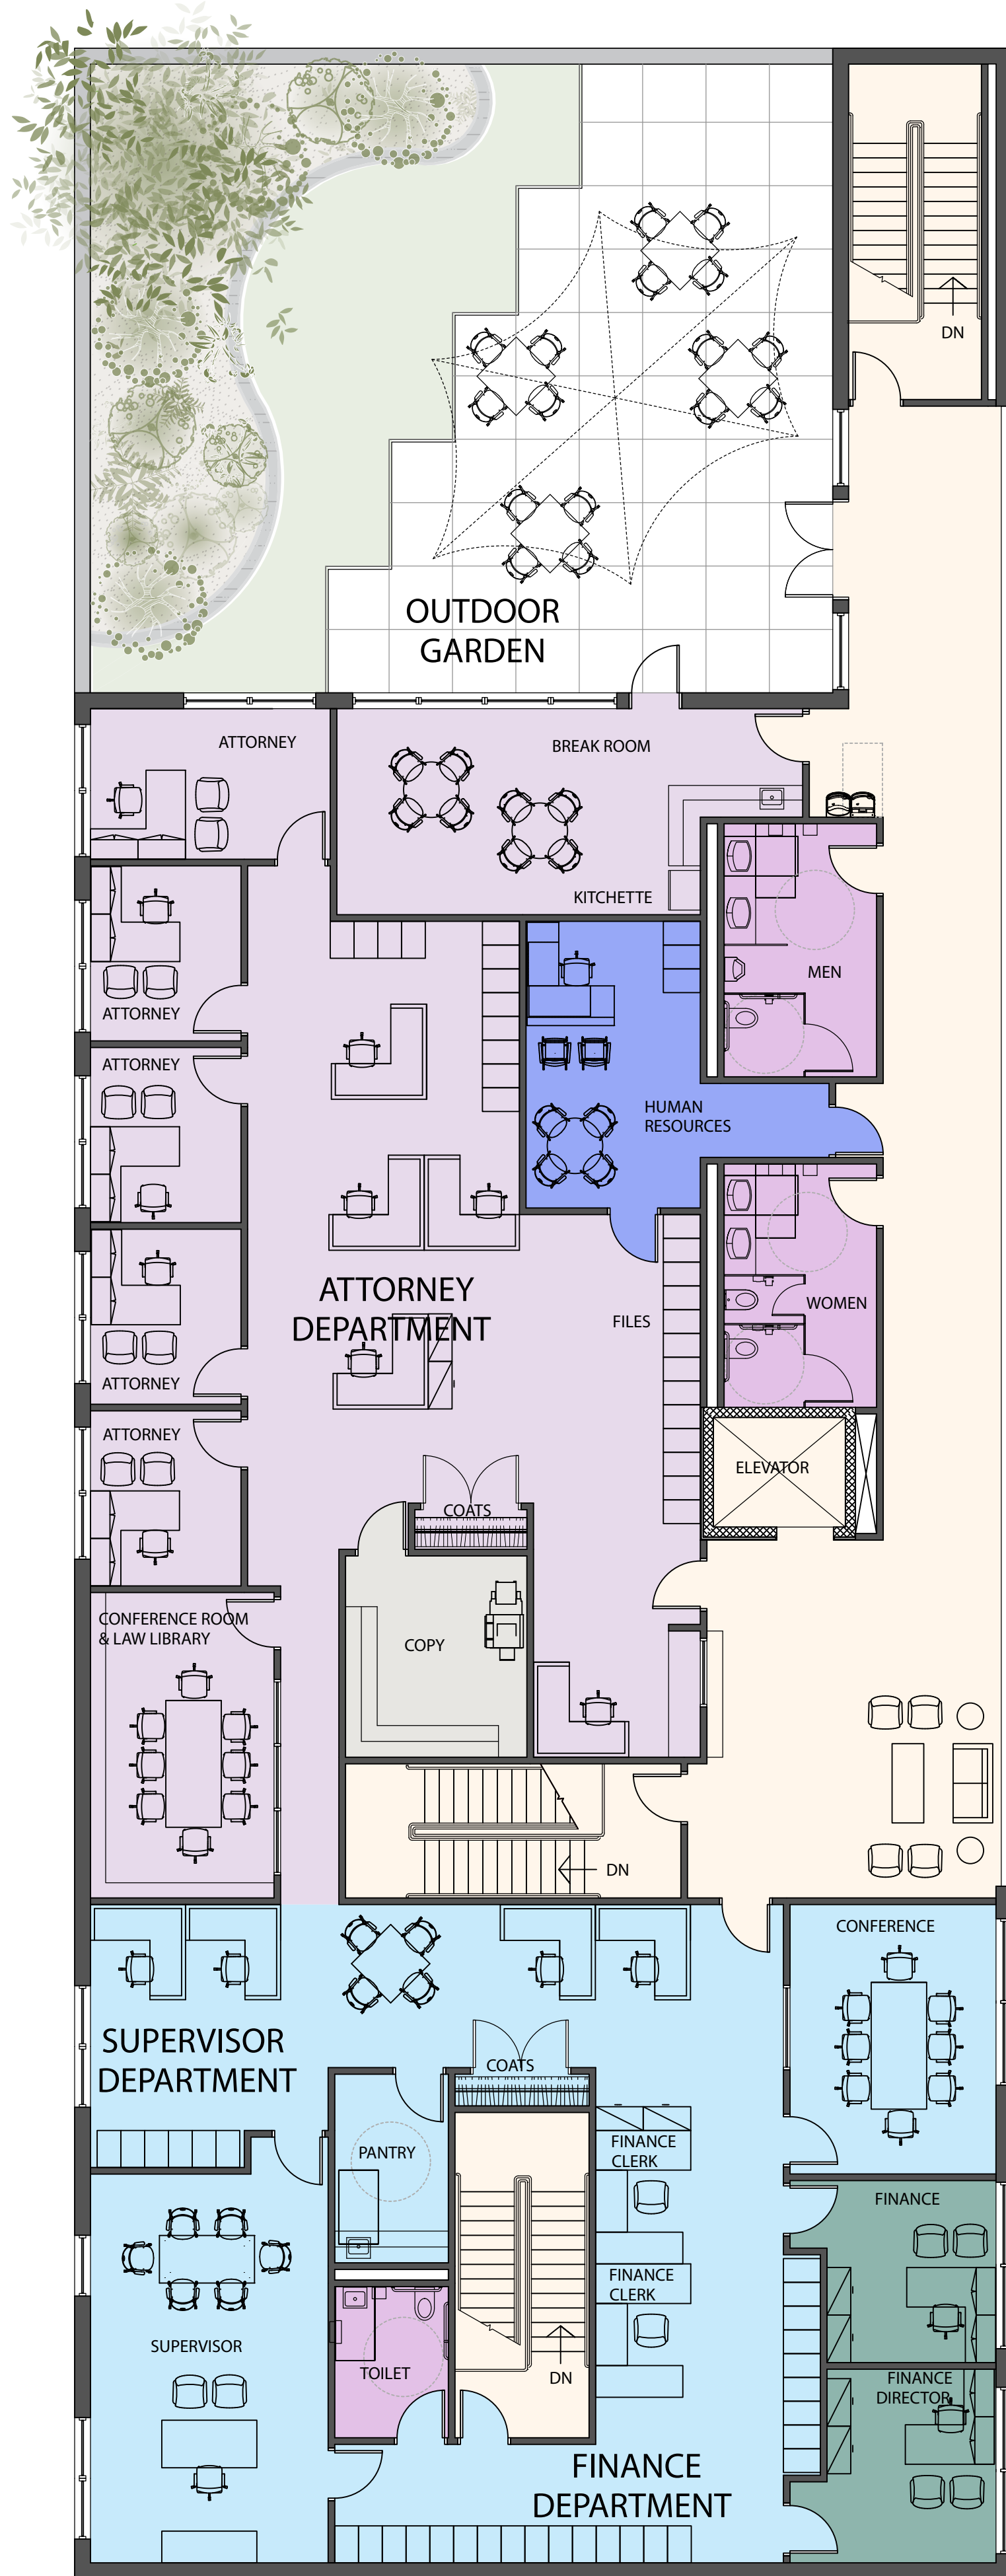 DN
OUTDOOR
GARDEN
ATTORNEY
BREAK ROOM
KITCHETTE
MEN
ATTORNEY
ATTORNEY
HUMAN
RESOURCES
ATTORNEY
DEPARTMENT
WOMEN
FILES
ATTORNEY
ATTORNEY
ELEVATOR
COATS
CONFERENCE ROOM
& LAW LIBRARY
COPY
DN
CONFERENCE
SUPERVISOR
DEPARTMENT
COATS
PANTRY
FINANCE
CLERK
FINANCE
FINANCE
CLERK
SUPERVISOR
TOILET
DN
FINANCE
DIRECTOR
FINANCE
DEPARTMENT